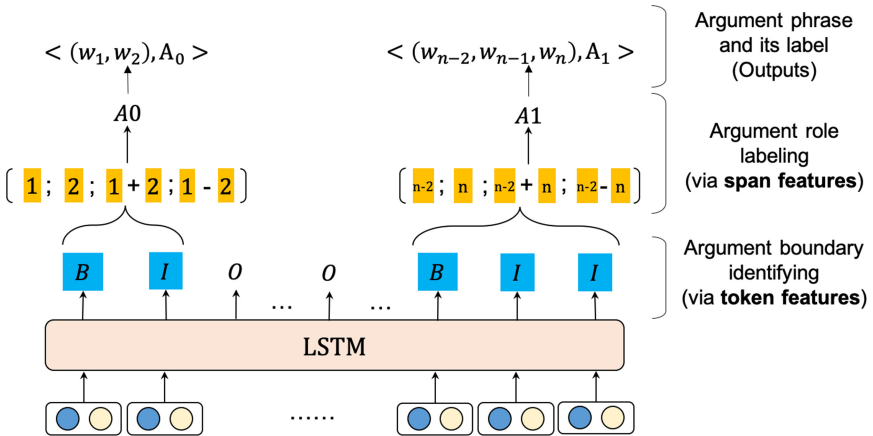 < (w₁, w₂), A₀ >
< (wₙ₋₂, wₙ₋₁, wₙ), A₁ >
Argument phrase
and its label
(Outputs)
A0
A1
Argument role
labeling
(via span features)
( 1 ; 2 ; 1 + 2 ; 1 - 2 )
( n-2 ; n ; n-2 + n ; n-2 - n )
Argument boundary
identifying
(via token features)
B I O ... O ... B I I
LSTM
......